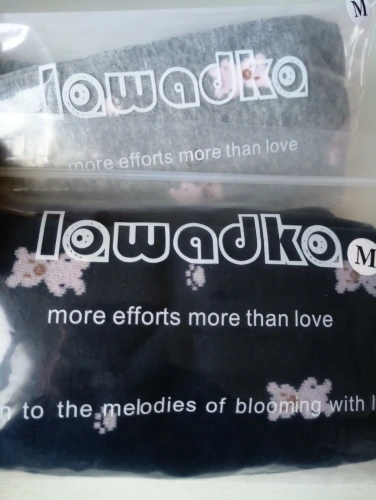 M
lawadka
more efforts more than love
lawadka
M
more efforts more than love
to the melodies of blooming with